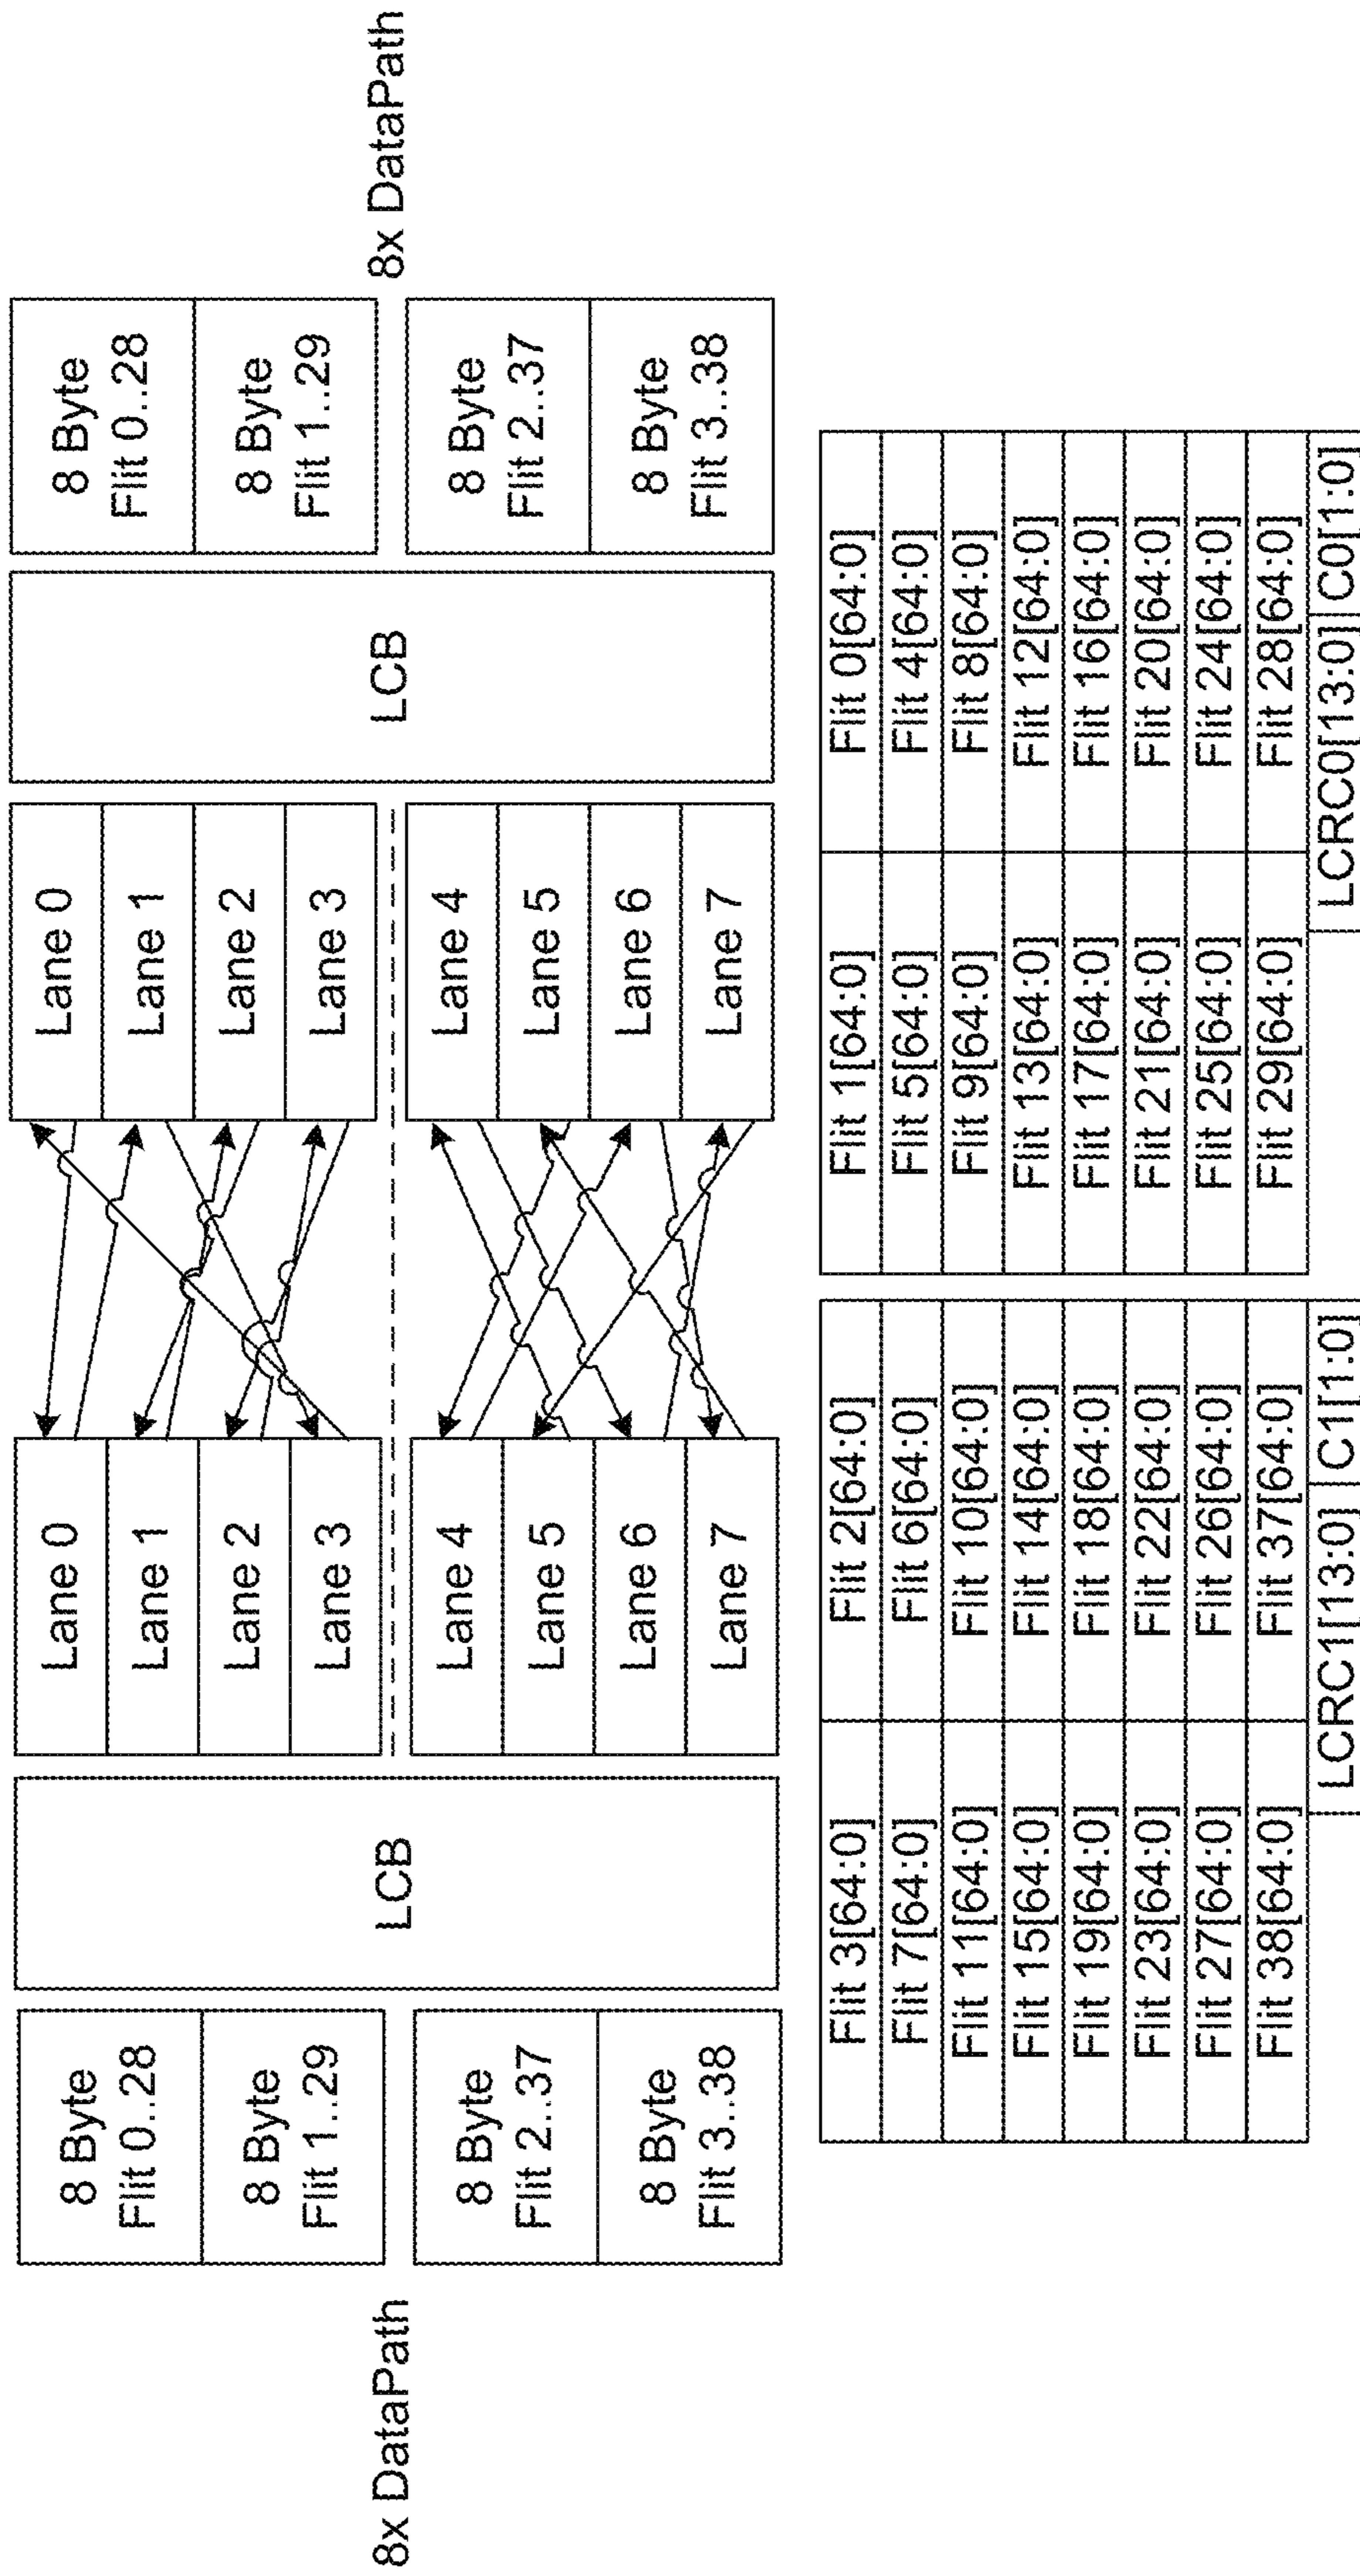 8x DataPath
8 Byte
Flit 0..28
8 Byte
Flit 1..29
8 Byte
Flit 2..37
8 Byte
Flit 3..38
LCB
Lane 0
Lane 1
Lane 2
Lane 3
Lane 4
Lane 5
Lane 6
Lane 7
Lane 0
Lane 1
Lane 2
Lane 3
Lane 4
Lane 5
Lane 6
Lane 7
LCB
8 Byte
Flit 0..28
8 Byte
Flit 1..29
8 Byte
Flit 2..37
8 Byte
Flit 3..38
8x DataPath
Flit 3[64:0] Flit 2[64:0]
Flit 7[64:0] Flit 6[64:0]
Flit 11[64:0] Flit 10[64:0]
Flit 15[64:0] Flit 14[64:0]
Flit 19[64:0] Flit 18[64:0]
Flit 23[64:0] Flit 22[64:0]
Flit 27[64:0] Flit 26[64:0]
Flit 38[64:0] Flit 37[64:0]
LCRC1[13:0] C1[1:0]
Flit 1[64:0] Flit 0[64:0]
Flit 5[64:0] Flit 4[64:0]
Flit 9[64:0] Flit 8[64:0]
Flit 13[64:0] Flit 12[64:0]
Flit 17[64:0] Flit 16[64:0]
Flit 21[64:0] Flit 20[64:0]
Flit 25[64:0] Flit 24[64:0]
Flit 29[64:0] Flit 28[64:0]
LCRC0[13:0] C0[1:0]